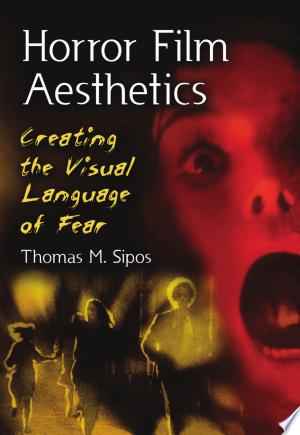 Horror Film
Aesthetics
Creating
the Visual
Language
of Fear
Thomas M. Sipos